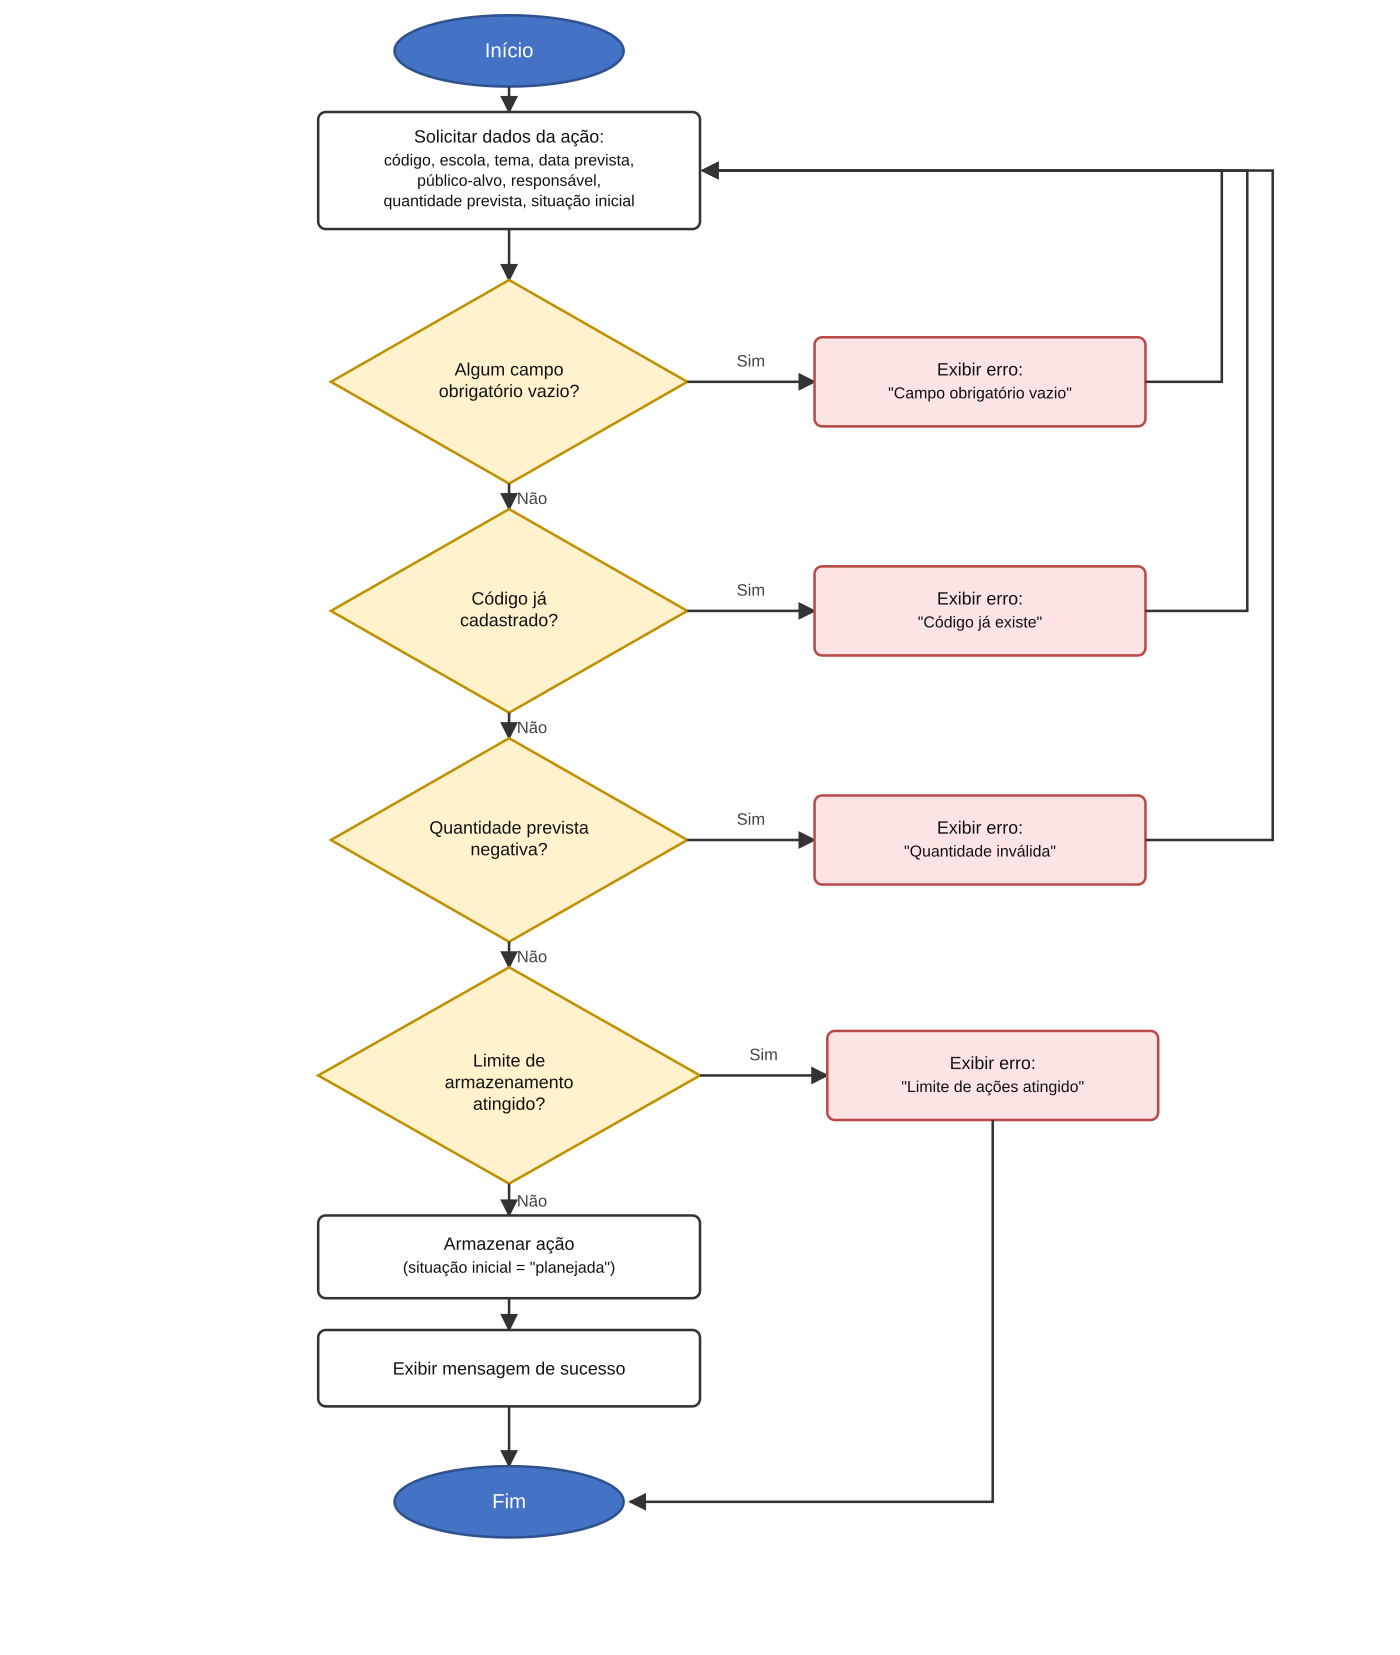 Início
Solicitar dados da ação:
código, escola, tema, data prevista,
público-alvo, responsável,
quantidade prevista, situação inicial
Algum campo
obrigatório vazio?
Sim
Exibir erro:
"Campo obrigatório vazio"
Não
Código já
cadastrado?
Sim
Exibir erro:
"Código já existe"
Não
Quantidade prevista
negativa?
Sim
Exibir erro:
"Quantidade inválida"
Não
Limite de
armazenamento
atingido?
Sim
Exibir erro:
"Limite de ações atingido"
Não
Armazenar ação
(situação inicial = "planejada")
Exibir mensagem de sucesso
Fim